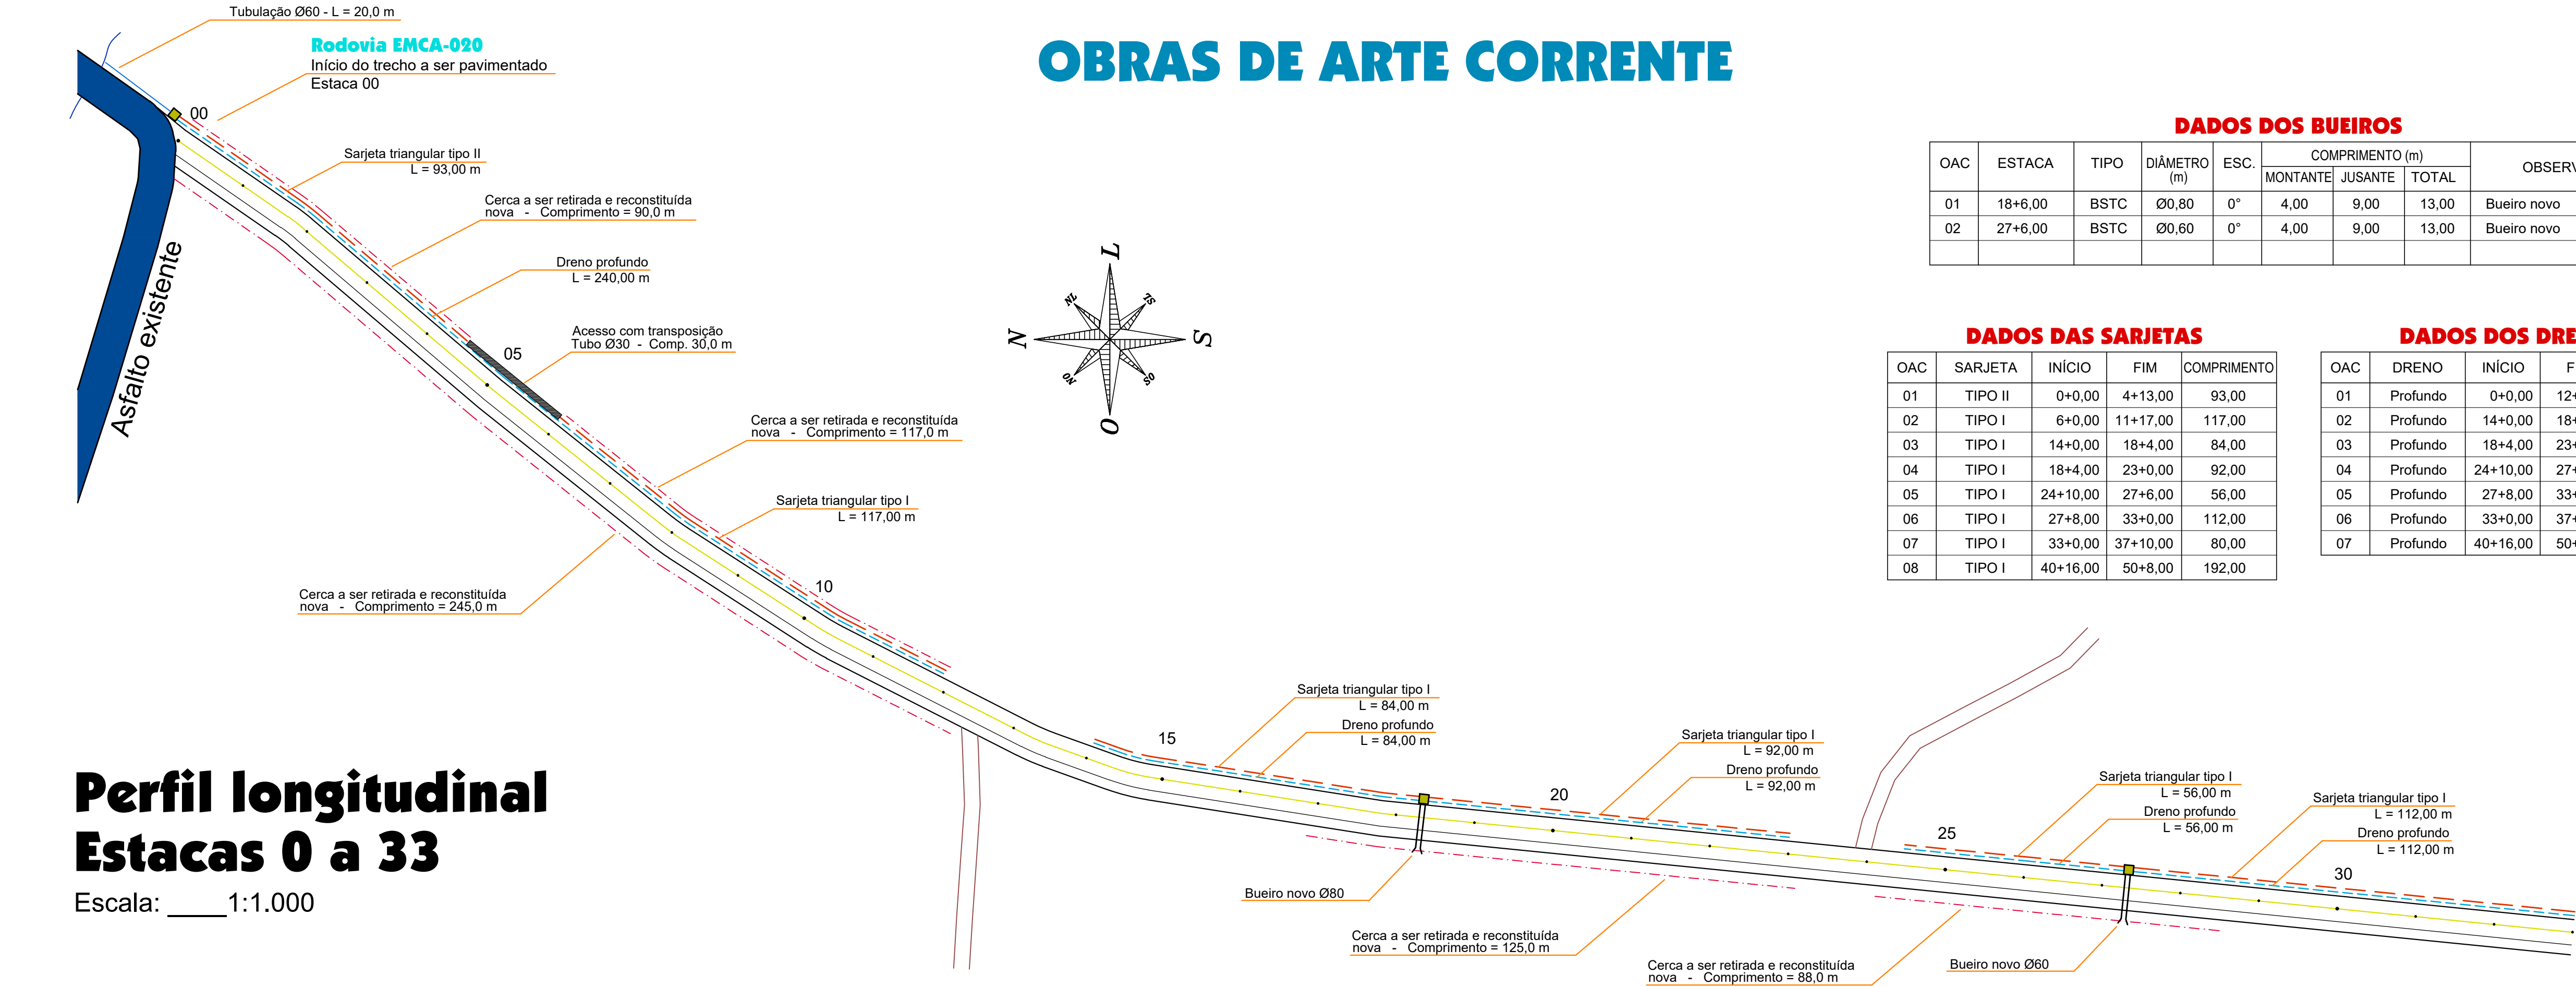 Tubulação Ø60 - L = 20,0 m
Rodovia EMCA-020
Início do trecho a ser pavimentado
Estaca 00
OBRAS DE ARTE CORRENTE
00
Sarjeta triangular tipo II
L = 93,00 m
Cerca a ser retirada e reconstituída
nova - Comprimento = 90,0 m
Dreno profundo
L = 240,00 m
Acesso com transposição
Tubo Ø30 - Comp. 30,0 m
05
Asfalto existente
Cerca a ser retirada e reconstituída
nova - Comprimento = 117,0 m
Sarjeta triangular tipo I
L = 117,00 m
Cerca a ser retirada e reconstituída
nova - Comprimento = 245,0 m
10
L
NL
SL
N
S
NO
SO
O
DADOS DOS BUEIROS
OAC ESTACA TIPO DIÂMETRO (m) ESC. COMPRIMENTO (m) OBSERV
MONTANTE JUSANTE TOTAL
01 18+6,00 BSTC Ø0,80 0° 4,00 9,00 13,00 Bueiro novo
02 27+6,00 BSTC Ø0,60 0° 4,00 9,00 13,00 Bueiro novo
DADOS DAS SARJETAS
OAC SARJETA INÍCIO FIM COMPRIMENTO
01 TIPO II 0+0,00 4+13,00 93,00
02 TIPO I 6+0,00 11+17,00 117,00
03 TIPO I 14+0,00 18+4,00 84,00
04 TIPO I 18+4,00 23+0,00 92,00
05 TIPO I 24+10,00 27+6,00 56,00
06 TIPO I 27+8,00 33+0,00 112,00
07 TIPO I 33+0,00 37+10,00 80,00
08 TIPO I 40+16,00 50+8,00 192,00
DADOS DOS DRE
OAC DRENO INÍCIO F
01 Profundo 0+0,00 12+
02 Profundo 14+0,00 18+
03 Profundo 18+4,00 23+
04 Profundo 24+10,00 27+
05 Profundo 27+8,00 33+
06 Profundo 33+0,00 37+
07 Profundo 40+16,00 50+
Sarjeta triangular tipo I
L = 84,00 m
Dreno profundo
L = 84,00 m
15
Sarjeta triangular tipo I
L = 92,00 m
Dreno profundo
L = 92,00 m
20
Sarjeta triangular tipo I
L = 56,00 m
Dreno profundo
L = 56,00 m
25
Sarjeta triangular tipo I
L = 112,00 m
Dreno profundo
L = 112,00 m
30
Bueiro novo Ø80
Cerca a ser retirada e reconstituída
nova - Comprimento = 125,0 m
Cerca a ser retirada e reconstituída
nova - Comprimento = 88,0 m
Bueiro novo Ø60
Perfil longitudinal
Estacas 0 a 33
Escala: ____1:1.000